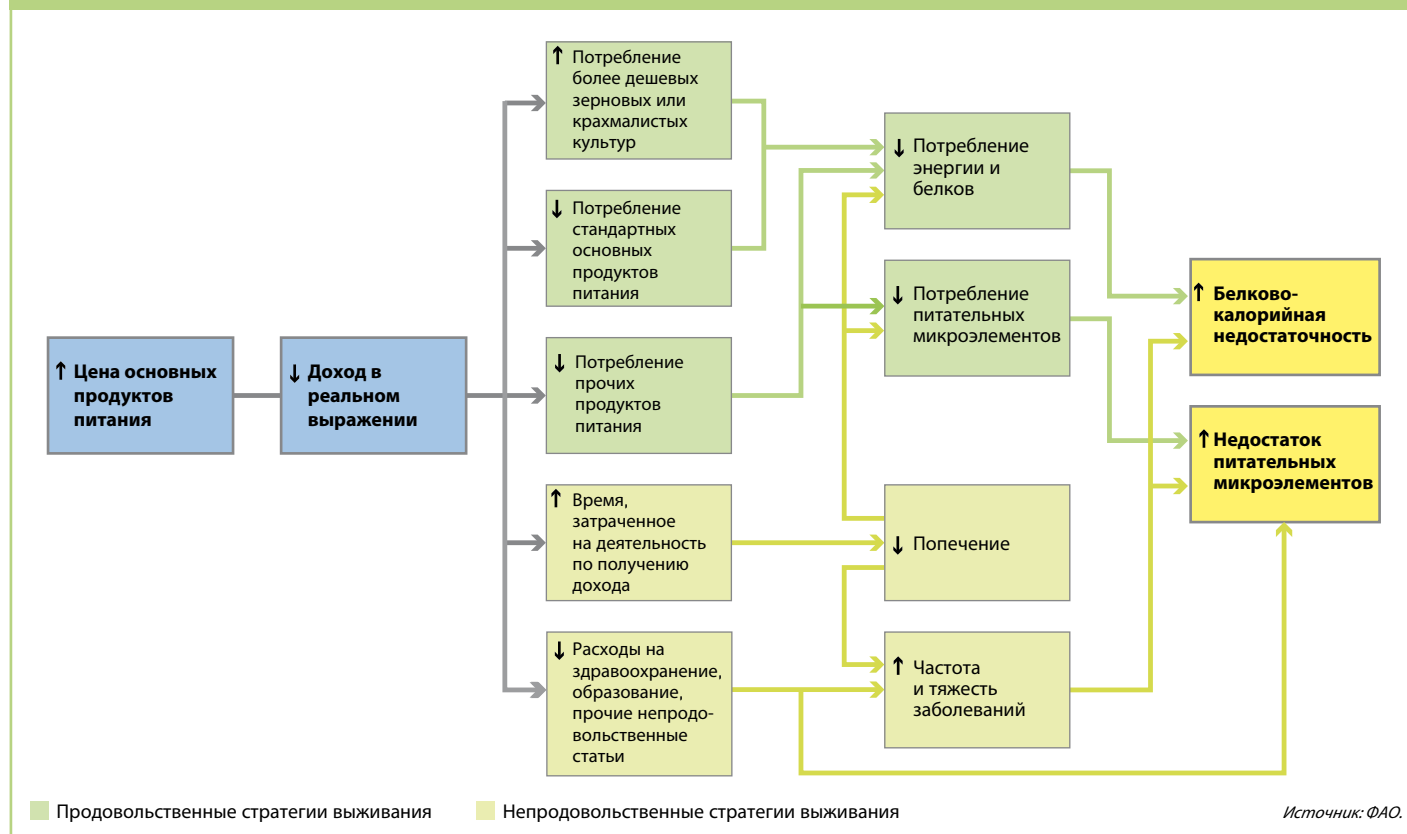 ↑ Потребление
более дешевых
зерновых или
крахмалистых
культур
↓ Потребление
стандартных
основных
продуктов
питания
↓ Потребление
прочих
продуктов
питания
↑ Время,
затраченное
на деятельность
по получению
дохода
↓ Расходы на
здравоохранение,
образование,
прочие непродо-
вольственные
статьи
↑ Цена основных
продуктов
питания
↓ Доход в
реальном
выражении
↓ Потребление
энергии и
белков
↓ Потребление
питательных
микроэлементов
↓ Попечение
↑ Частота
и тяжесть
заболеваний
↑ Белково-
калорийная
недостаточность
↑ Недостаток
питательных
микроэлементов
Продовольственные стратегии выживания
Непродовольственные стратегии выживания
Источник: ФАО.